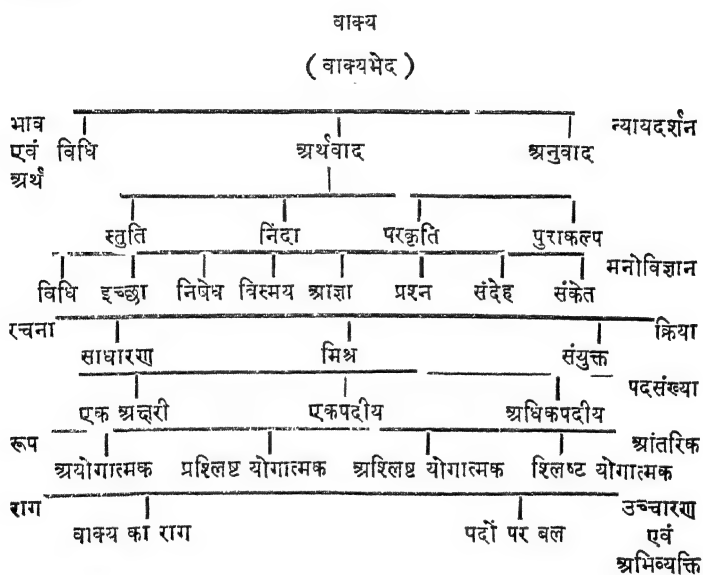 वाक्य
(वाक्यभेद)
भाव न्यायदर्शन
एवं विधि अर्थवाद अनुवाद
अर्थ
स्तुति निंदा परकृति पुराकल्प
मनोविज्ञान
विधि इच्छा निषेध विस्मय आज्ञा प्रश्न संदेह संकेत
रचना क्रिया
साधारण मिश्र संयुक्त
पदसंख्या
एक अक्षरी एकपदीय अधिकपदीय
रूप आंतरिक
अयोगात्मक प्रश्लिष्ट योगात्मक अश्लिष्ट योगात्मक श्लिष्ट योगात्मक
राग उच्चारण
वाक्य का राग पदों पर बल एवं
अभिव्यक्ति